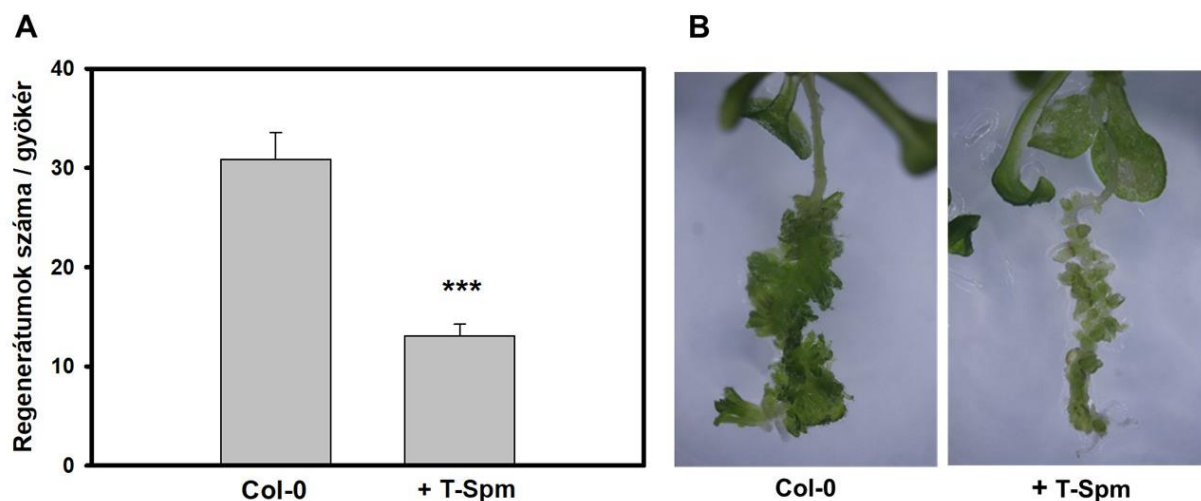 A
B
Regenerátumok száma / gyökér
40
30
20
10
0
***
Col-0
+ T-Spm
Col-0
+ T-Spm